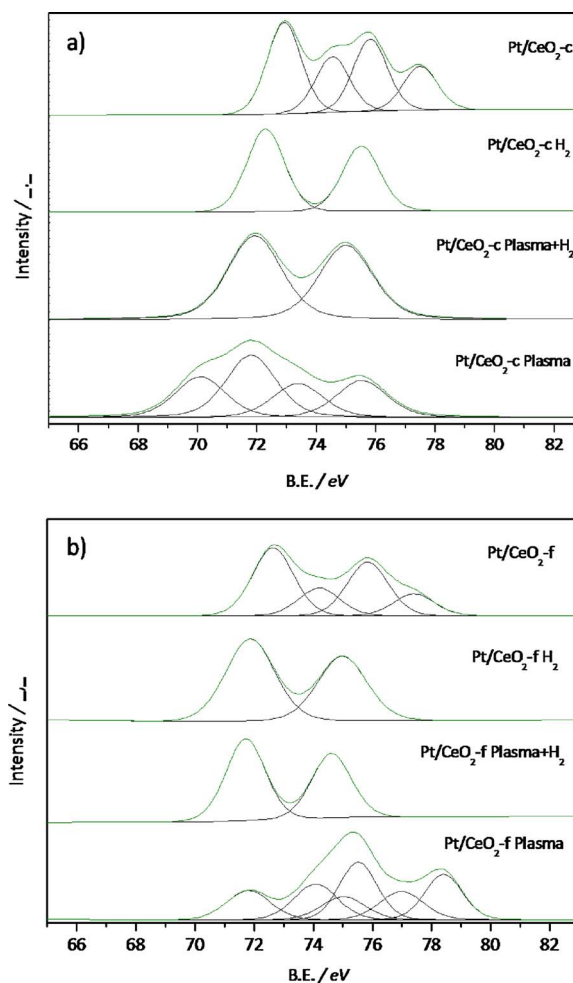 a)
Pt/CeO₂-c
Pt/CeO₂-c H₂
Pt/CeO₂-c Plasma+H₂
Pt/CeO₂-c Plasma
Intensity / _._
66 68 70 72 74 76 78 80 82
B.E. / eV
b)
Pt/CeO₂-f
Pt/CeO₂-f H₂
Pt/CeO₂-f Plasma+H₂
Pt/CeO₂-f Plasma
Intensity / _._
66 68 70 72 74 76 78 80 82
B.E. / eV